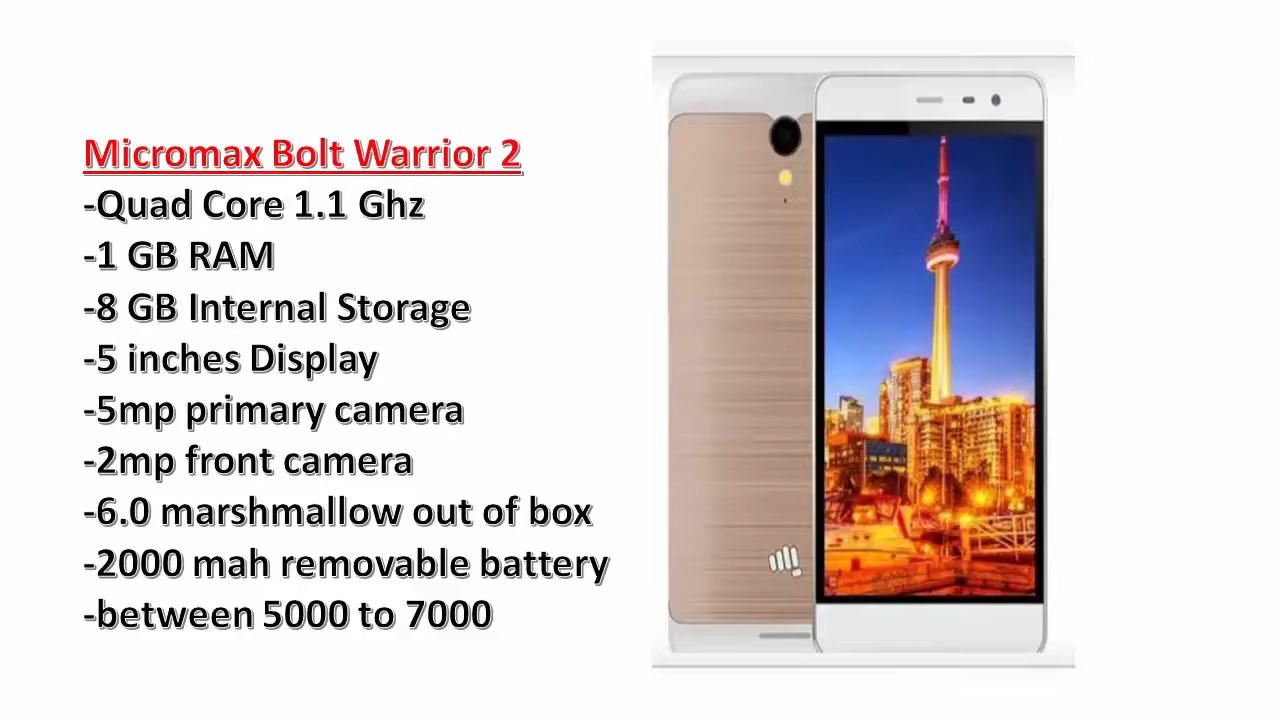 Micromax Bolt Warrior 2
-Quad Core 1.1 Ghz
-1 GB RAM
-8 GB Internal Storage
-5 inches Display
-5mp primary camera
-2mp front camera
-6.0 marshmallow out of box
-2000 mah removable battery
-between 5000 to 7000